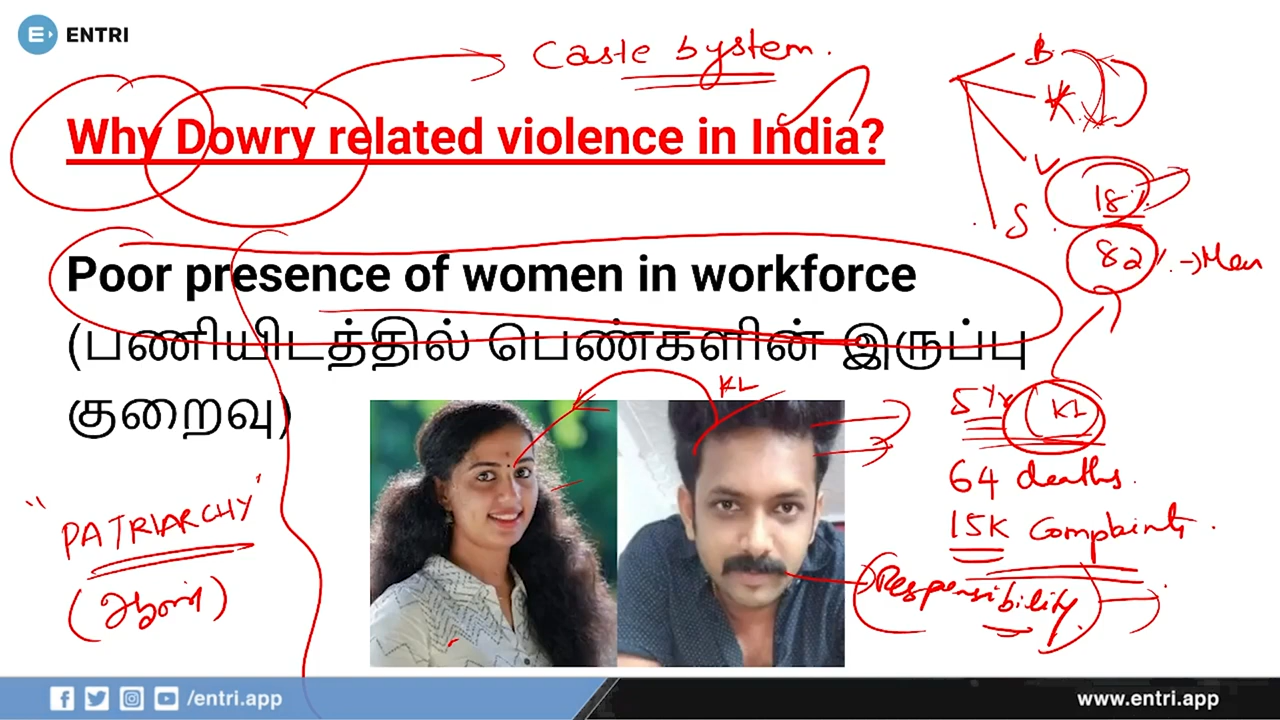 ENTRI
Caste System.
Why Dowry related violence in India?
B
K
V
18%
S
82% → Men
Poor presence of women in workforce
(பணியிடத்தில் பெண்களின் இருப்பு
குறைவு)
KL
5 Yr KL
64 deaths.
15K Complaints.
"PATRIARCHY"
Responsibility
/entri.app
www.entri.app